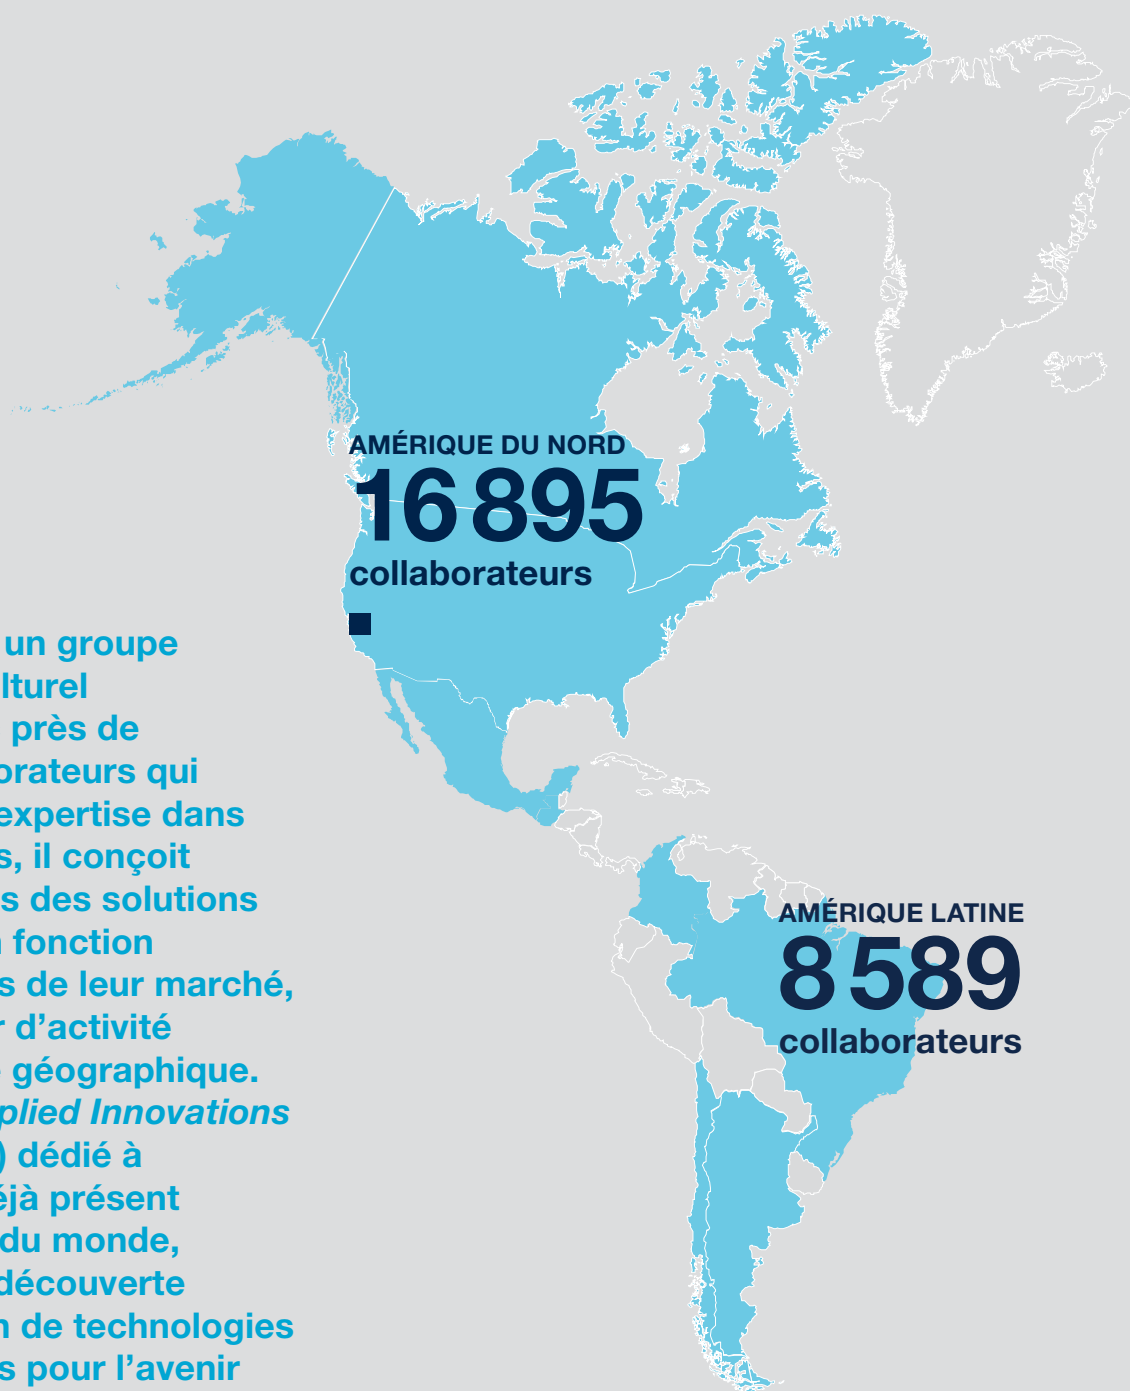 AMÉRIQUE DU NORD
16 895
collaborateurs
un groupe
lturel
près de
orateurs qui
expertise dans
s, il conçoit
s des solutions
fonction
s de leur marché,
r d’activité
géographique.
plied Innovations
) dédié à
éjà présent
du monde,
découverte
n de technologies
s pour l’avenir
AMÉRIQUE LATINE
8 589
collaborateurs